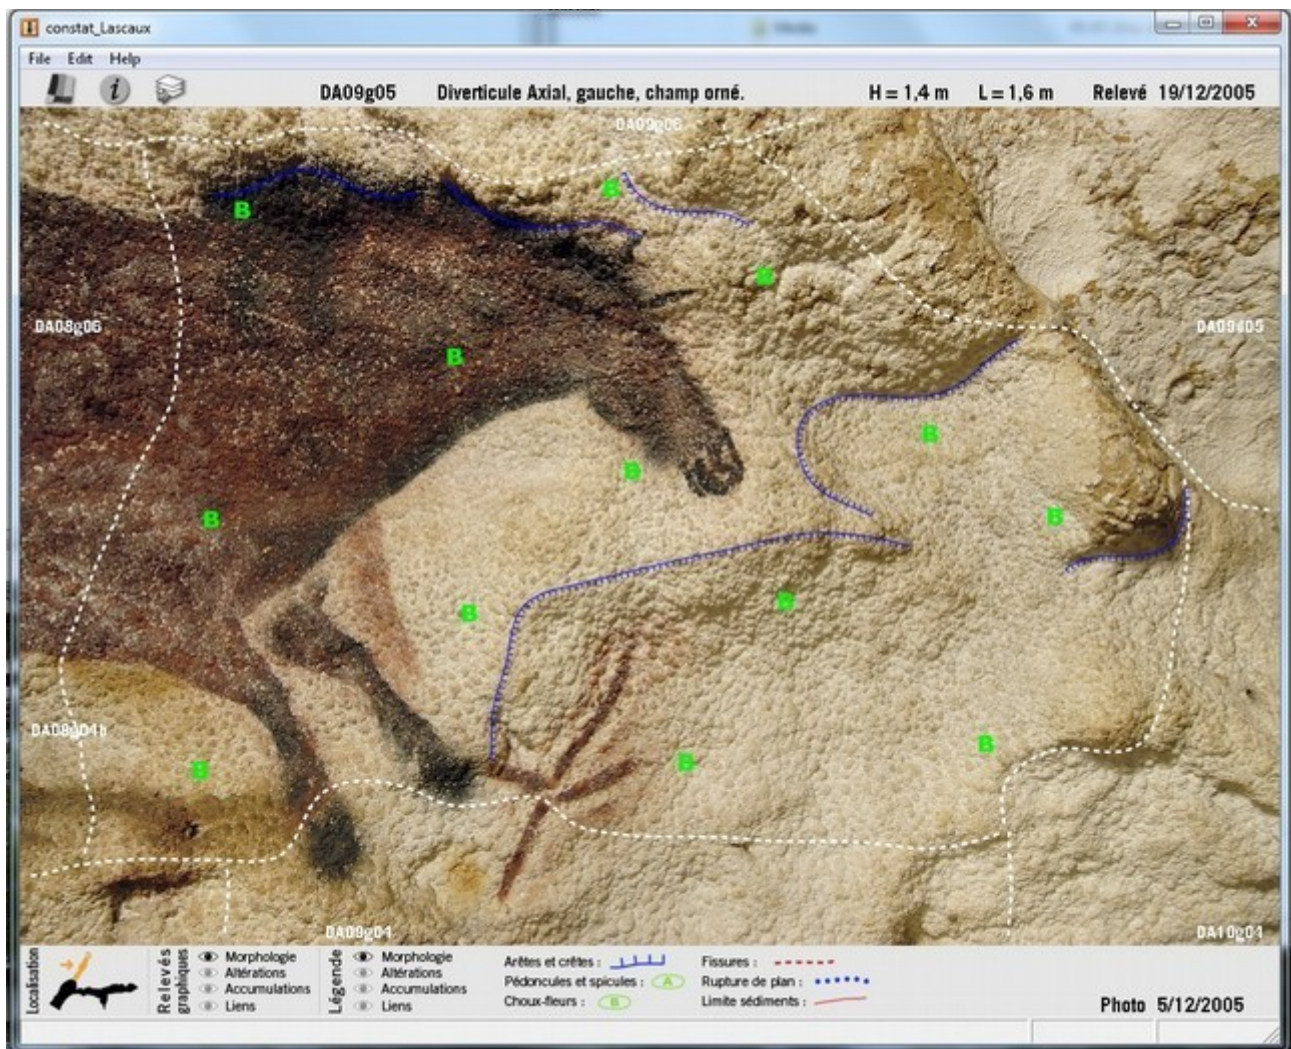 constat_Lascaux
File Edit Help
DA09g05 Diverticule Axial, gauche, champ orné. H = 1,4 m L = 1,6 m Relevé 19/12/2005
DA09g06
B
B
B
DA08g06
DA09d05
B
B
B
B
B
B
B
DA08g04b
B
B
B
DA09g04
DA10g01
Localisation
Relevés graphiques
Morphologie
Altérations
Accumulations
Liens
Légende
Morphologie
Altérations
Accumulations
Liens
Arêtes et crêtes :
Pédoncules et spicules : A
Choux-fleurs : B
Fissures :
Rupture de plan :
Limite sédiments :
Photo 5/12/2005